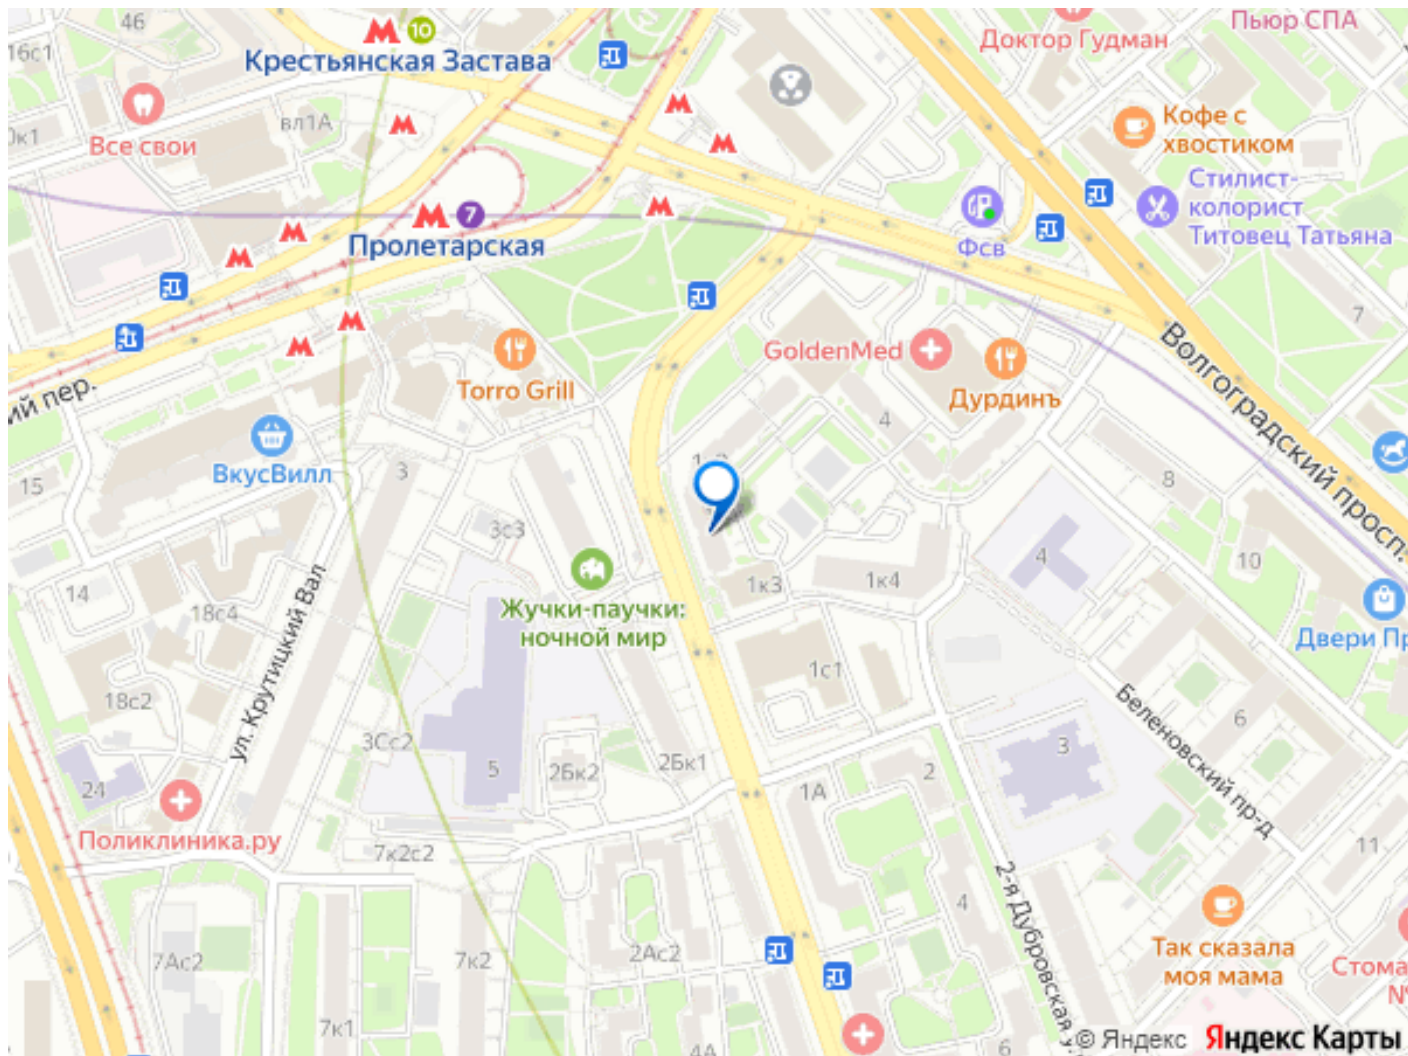 46
10
Крестьянская Застава
Пьюр СПА
Доктор Гудман
16с1
Кофе с
хвостиком
вл1А
Все свои
Стилист-
колорист
Титовец Татьяна
7
Пролетарская
Фсв
7
GoldenMed
Волгоградский просп.
Torro Grill
Дурдинъ
ий пер.
4
ВкусВилл
3
15
8
3с3
4
10
14
1к3
1к4
18с4
Жучки-паучки:
ночной мир
Двери Пр
ул. Крутицкий Вал
1с1
18с2
Беленовский пр-д
6
3Сс2
3
5
2Бк2
2Бк1
2
24
1А
Поликлиника.ру
7к2с2
11
2-я Дубровская у
4
Так сказала
моя мама
7Ас2
7к2
2Ас2
Стома
№
7к1
4А
6
© Яндекс Яндекс Карты